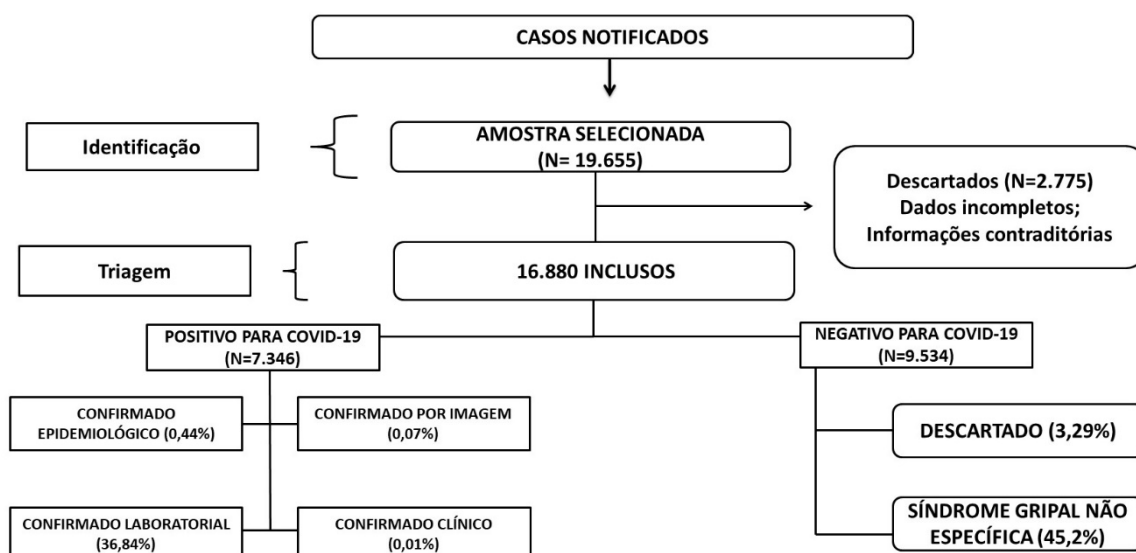 CASOS NOTIFICADOS
Identificação
AMOSTRA SELECIONADA
(N= 19.655)
Descartados (N=2.775)
Dados incompletos;
Informações contraditórias
Triagem
16.880 INCLUSOS
POSITIVO PARA COVID-19
(N=7.346)
NEGATIVO PARA COVID-19
(N=9.534)
CONFIRMADO
EPIDEMIOLÓGICO (0,44%)
CONFIRMADO POR IMAGEM
(0,07%)
DESCARTADO (3,29%)
CONFIRMADO LABORATORIAL
(36,84%)
CONFIRMADO CLÍNICO
(0,01%)
SÍNDROME GRIPAL NÃO
ESPECÍFICA (45,2%)